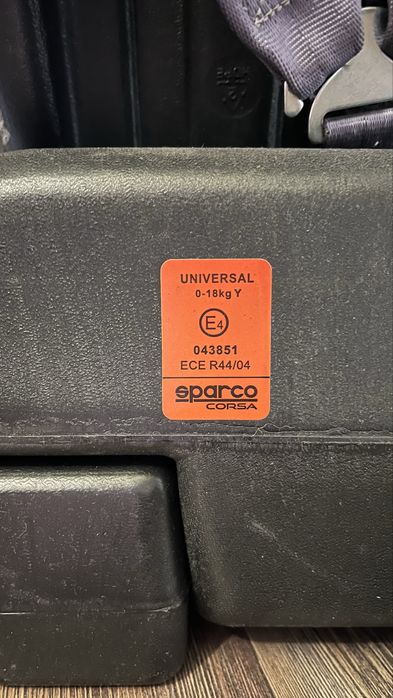 UNIVERSAL
0-18kg Y
E4
043851
ECE R44/04
sparco
CORSA